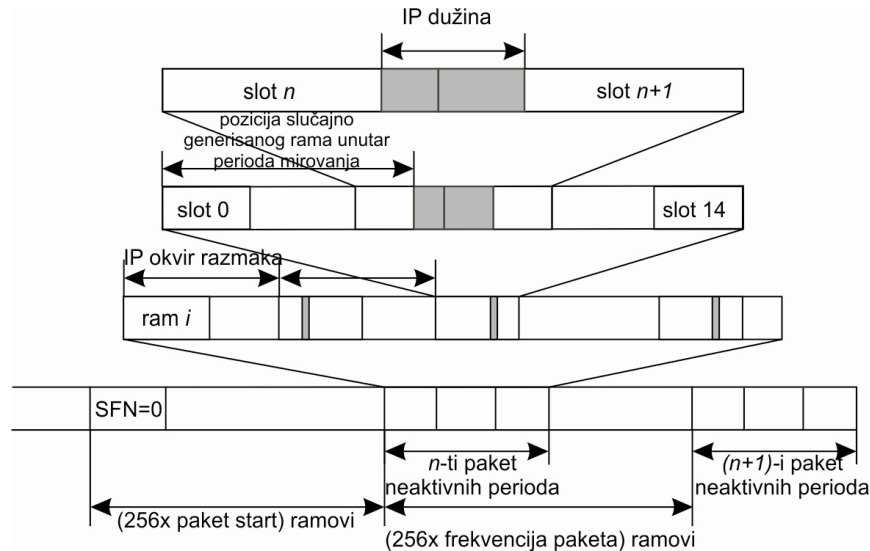 IP dužina
slot n
slot n+1
pozicija slučajno
generisanog rama unutar
perioda mirovanja
slot 0
slot 14
IP okvir razmaka
ram i
SFN=0
n-ti paket
neaktivnih perioda
(n+1)-i paket
neaktivnih perioda
(256x paket start) ramovi
(256x frekvencija paketa) ramovi